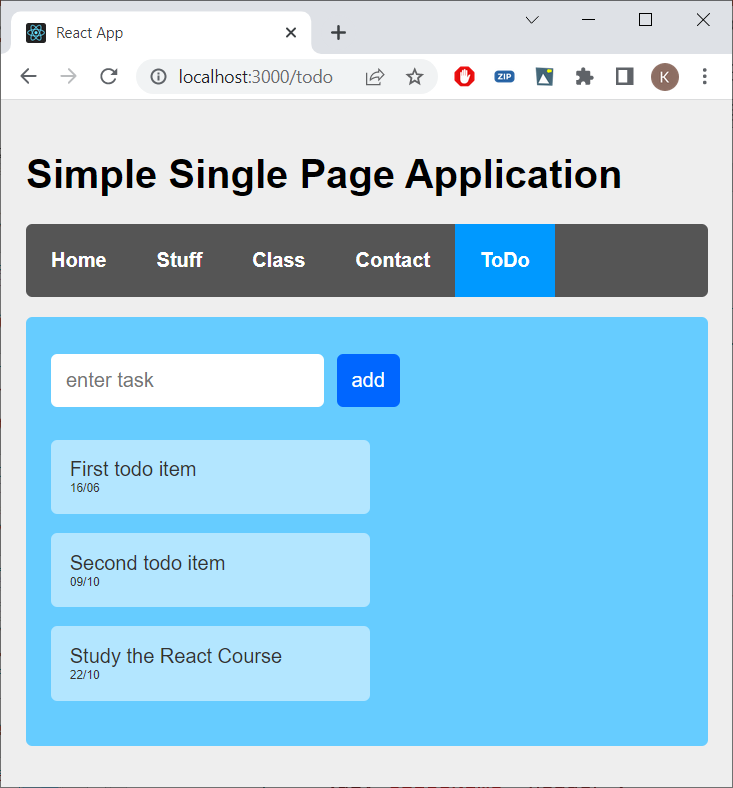 React App
localhost:3000/todo
ZIP
K
Simple Single Page Application
Home Stuff Class Contact ToDo
enter task add
First todo item
16/06
Second todo item
09/10
Study the React Course
22/10